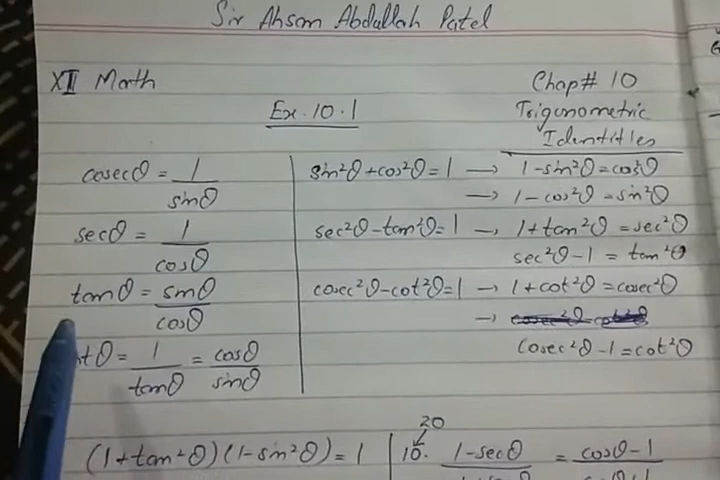 Sir Ahsan Abdallah Patel
XI Math
Chap# 10
Ex. 10.1
Trigonometric
Identities
cosecθ = 1/sinθ
secθ = 1/cosθ
tanθ = sinθ/cosθ
tθ = 1/tanθ = cosθ/sinθ
sin²θ + cos²θ = 1 → 1 - sin²θ = cos²θ
→ 1 - cos²θ = sin²θ
sec²θ - tan²θ = 1 → 1 + tan²θ = sec²θ
sec²θ - 1 = tan²θ
cosec²θ - cot²θ = 1 → 1 + cot²θ = cosec²θ
→
cosec²θ - 1 = cot²θ
(1 + tan²θ)(1 - sin²θ) = 1
20
10. 1 - secθ = cosθ - 1